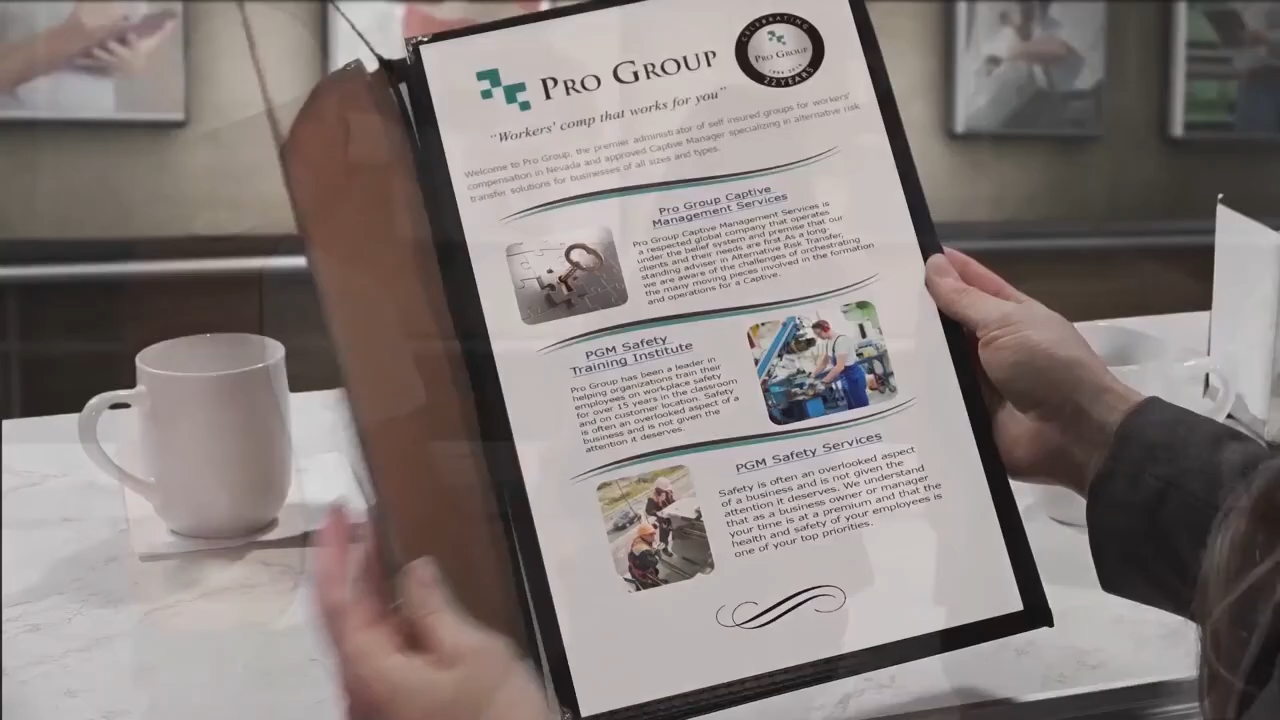 PRO GROUP
CELEBRATING
PRO GROUP
22 YEARS
"Workers' comp that works for you"
Welcome to Pro Group, the premier administrator of self insured groups for workers'
compensation in Nevada and approved Captive Manager specializing in alternative risk
transfer solutions for businesses of all sizes and types.
Pro Group Captive
Management Services
Pro Group Captive Management Services is
a respected global company that operates
under the belief system and premise that our
clients and their needs are first.As a long-
standing adviser in Alternative Risk Transfer,
we are aware of the challenges of orchestrating
the many moving pieces involved in the formation
and operations for a Captive.
PGM Safety
Training Institute
Pro Group has been a leader in
helping organizations train their
employees on workplace safety
for over 15 years in the classroom
and on customer location. Safety
is often an overlooked aspect of a
business and is not given the
attention it deserves.
PGM Safety Services
Safety is often an overlooked aspect
of a business and is not given the
attention it deserves. We understand
that as a business owner or manager
your time is at a premium and that the
health and safety of your employees is
one of your top priorities.